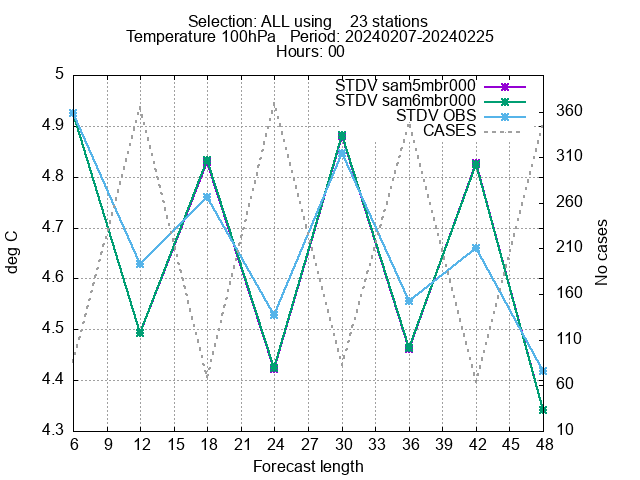 Selection: ALL using    23 stations
Temperature 100hPa   Period: 20240207-20240225
Hours: 00
STDV sam5mbr000
STDV sam6mbr000
STDV OBS
CASES
5
4.9
4.8
4.7
4.6
4.5
4.4
4.3
deg C
360
310
260
210
160
110
60
10
No cases
6 9 12 15 18 21 24 27 30 33 36 39 42 45 48
Forecast length